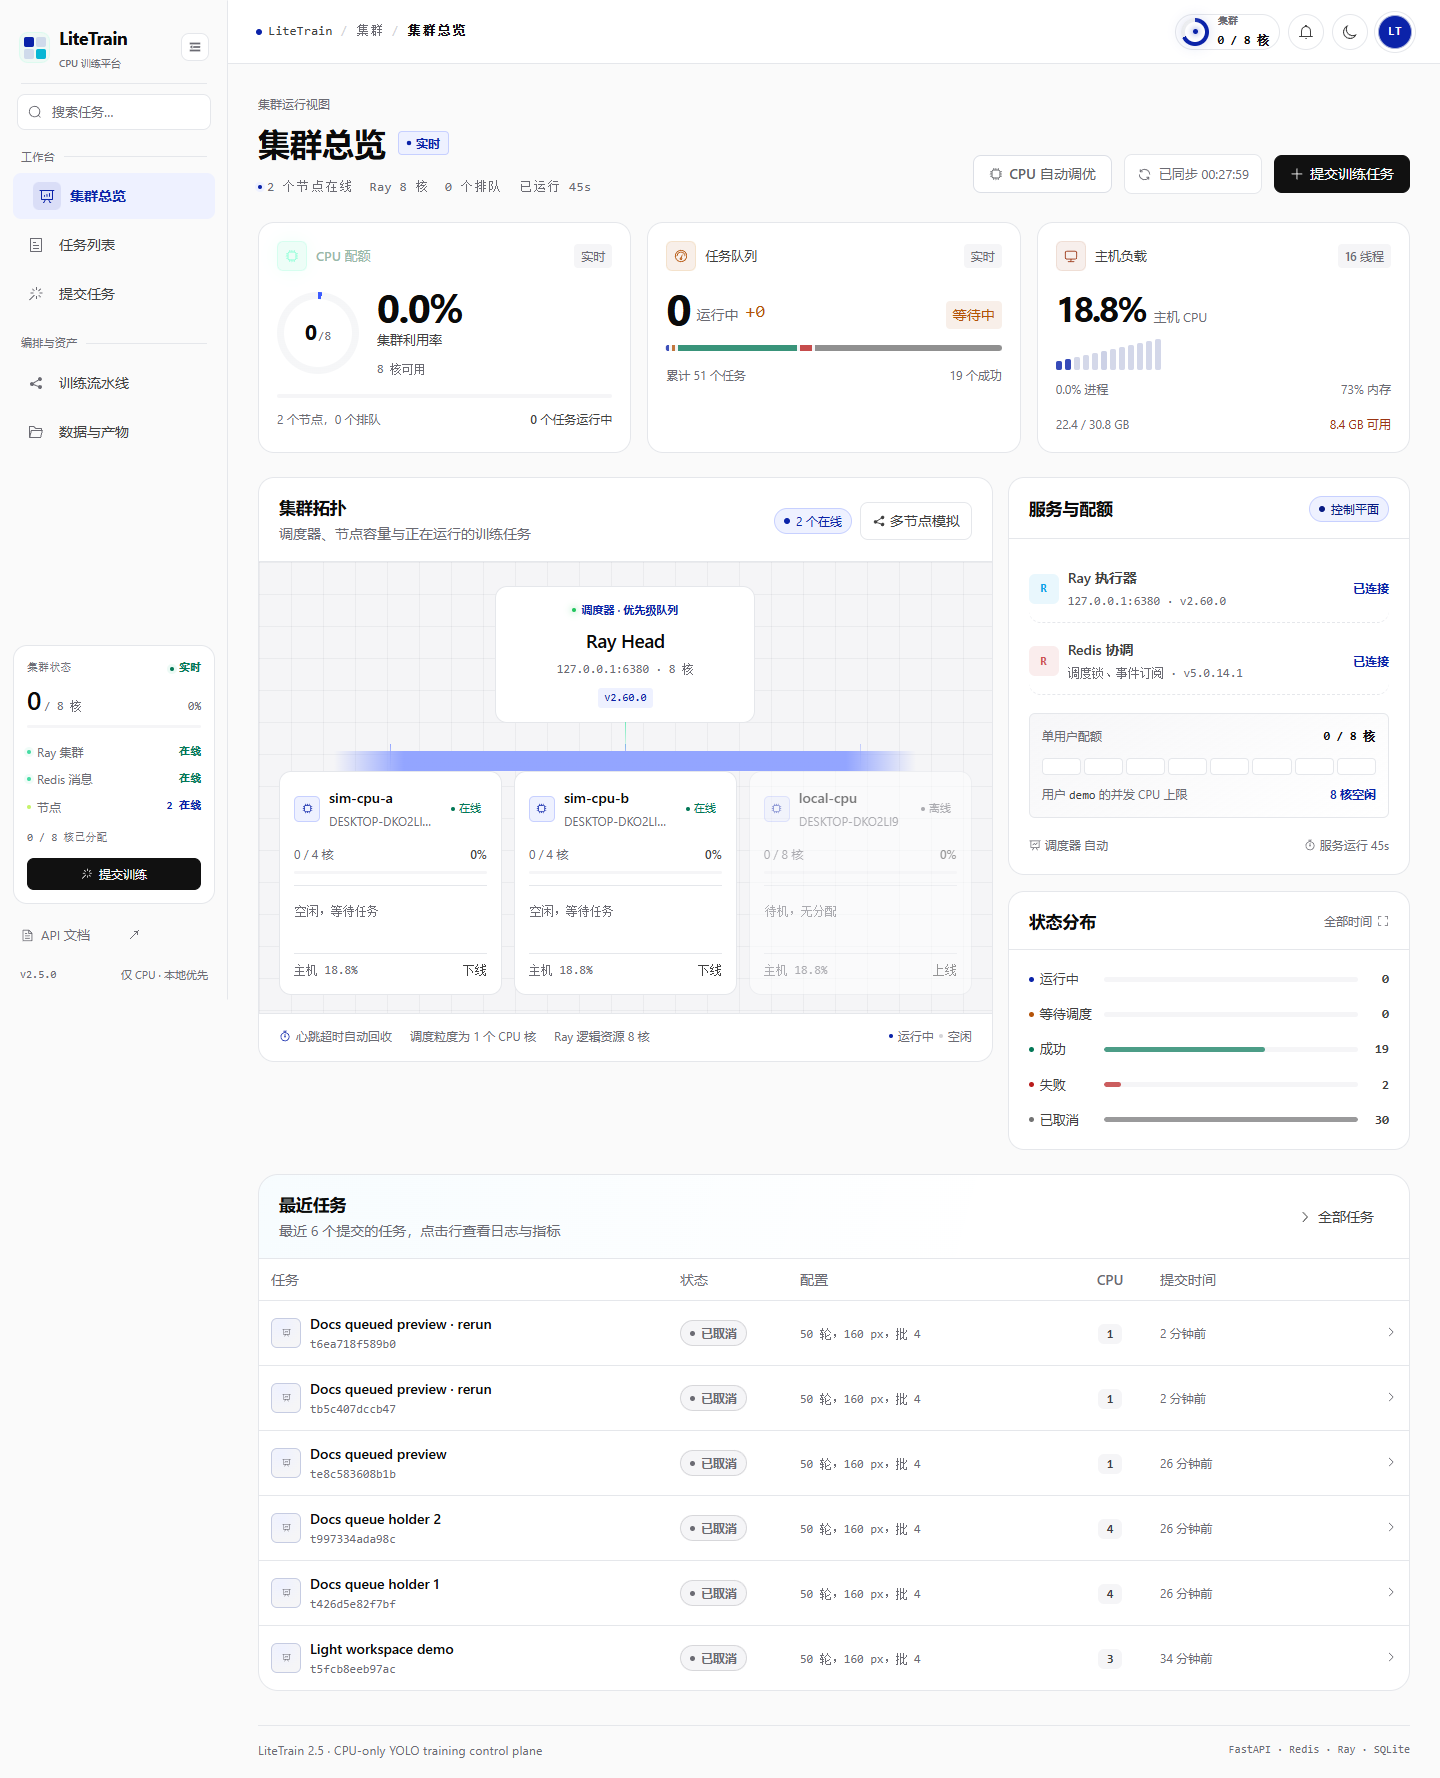 LiteTrain
CPU 训练平台
搜索任务...
工作台
集群总览
任务列表
提交任务
编排与资产
训练流水线
数据与产物
集群状态
实时
0 / 8 核
0%
Ray 集群
在线
Redis 消息
在线
节点
2 在线
0 / 8 核已分配
提交训练
API 文档
v2.5.0
仅 CPU · 本地优先
LiteTrain / 集群 / 集群总览
集群
0 / 8 核
LT
集群运行视图
集群总览
实时
2 个节点在线 Ray 8 核 0 个排队 已运行 45s
CPU 自动调优
已同步 00:27:59
提交训练任务
CPU 配额
实时
0/8
0.0%
集群利用率
8 核可用
2 个节点，0 个排队
0 个任务运行中
任务队列
实时
0 运行中 +0
等待中
累计 51 个任务
19 个成功
主机负载
16 线程
18.8% 主机 CPU
0.0% 进程
73% 内存
22.4 / 30.8 GB
8.4 GB 可用
集群拓扑
调度器、节点容量与正在运行的训练任务
2 个在线
多节点模拟
调度器 · 优先级队列
Ray Head
127.0.0.1:6380 · 8 核
v2.60.0
sim-cpu-a
DESKTOP-DKO2LI...
在线
0 / 4 核
0%
空闲，等待任务
主机 18.8%
下线
sim-cpu-b
DESKTOP-DKO2LI...
在线
0 / 4 核
0%
空闲，等待任务
主机 18.8%
下线
local-cpu
DESKTOP-DKO2LI9
离线
0 / 8 核
0%
待机，无分配
主机 18.8%
上线
心跳超时自动回收 调度粒度为 1 个 CPU 核 Ray 逻辑资源 8 核
运行中 空闲
服务与配额
控制平面
R
Ray 执行器
127.0.0.1:6380 · v2.60.0
已连接
R
Redis 协调
调度锁、事件订阅 · v5.0.14.1
已连接
单用户配额
0 / 8 核
用户 demo 的并发 CPU 上限
8 核空闲
调度器 自动
服务运行 45s
状态分布
全部时间
运行中 0
等待调度 0
成功 19
失败 2
已取消 30
最近任务
最近 6 个提交的任务，点击行查看日志与指标
全部任务
任务 状态 配置 CPU 提交时间
Docs queued preview · rerun
t6ea718f589b0
已取消 50 轮，160 px，批 4 1 2 分钟前
Docs queued preview · rerun
tb5c407dccb47
已取消 50 轮，160 px，批 4 1 2 分钟前
Docs queued preview
te8c583608b1b
已取消 50 轮，160 px，批 4 1 26 分钟前
Docs queue holder 2
t997334ada98c
已取消 50 轮，160 px，批 4 4 26 分钟前
Docs queue holder 1
t426d5e82f7bf
已取消 50 轮，160 px，批 4 4 26 分钟前
Light workspace demo
t5fcb8eeb97ac
已取消 50 轮，160 px，批 4 3 34 分钟前
LiteTrain 2.5 · CPU-only YOLO training control plane
FastAPI · Redis · Ray · SQLite